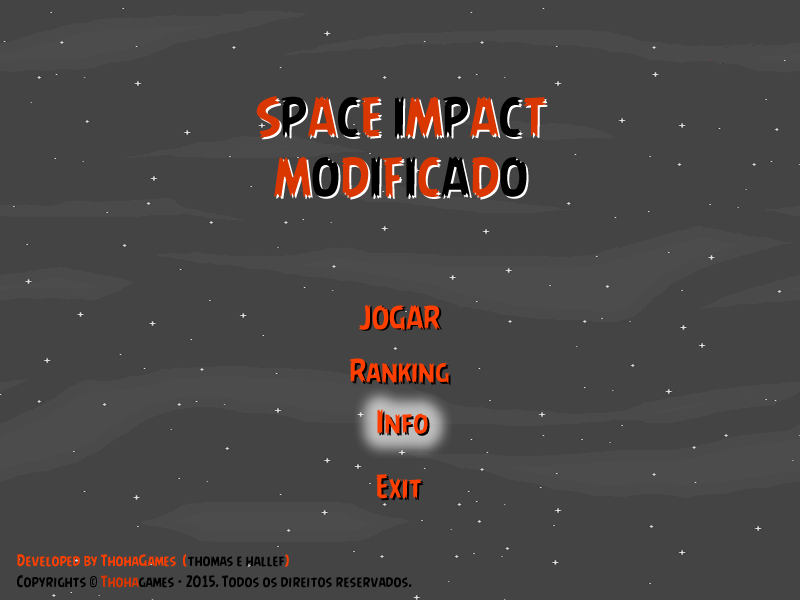 SPACE IMPACT
MODIFICADO
JOGAR
RANKING
INFO
EXIT
DEVELOPED BY THOHAGAMES (THOMAS E HALLEF)
COPYRIGHTS © THOHAGAMES - 2015. TODOS OS DIREITOS RESERVADOS.